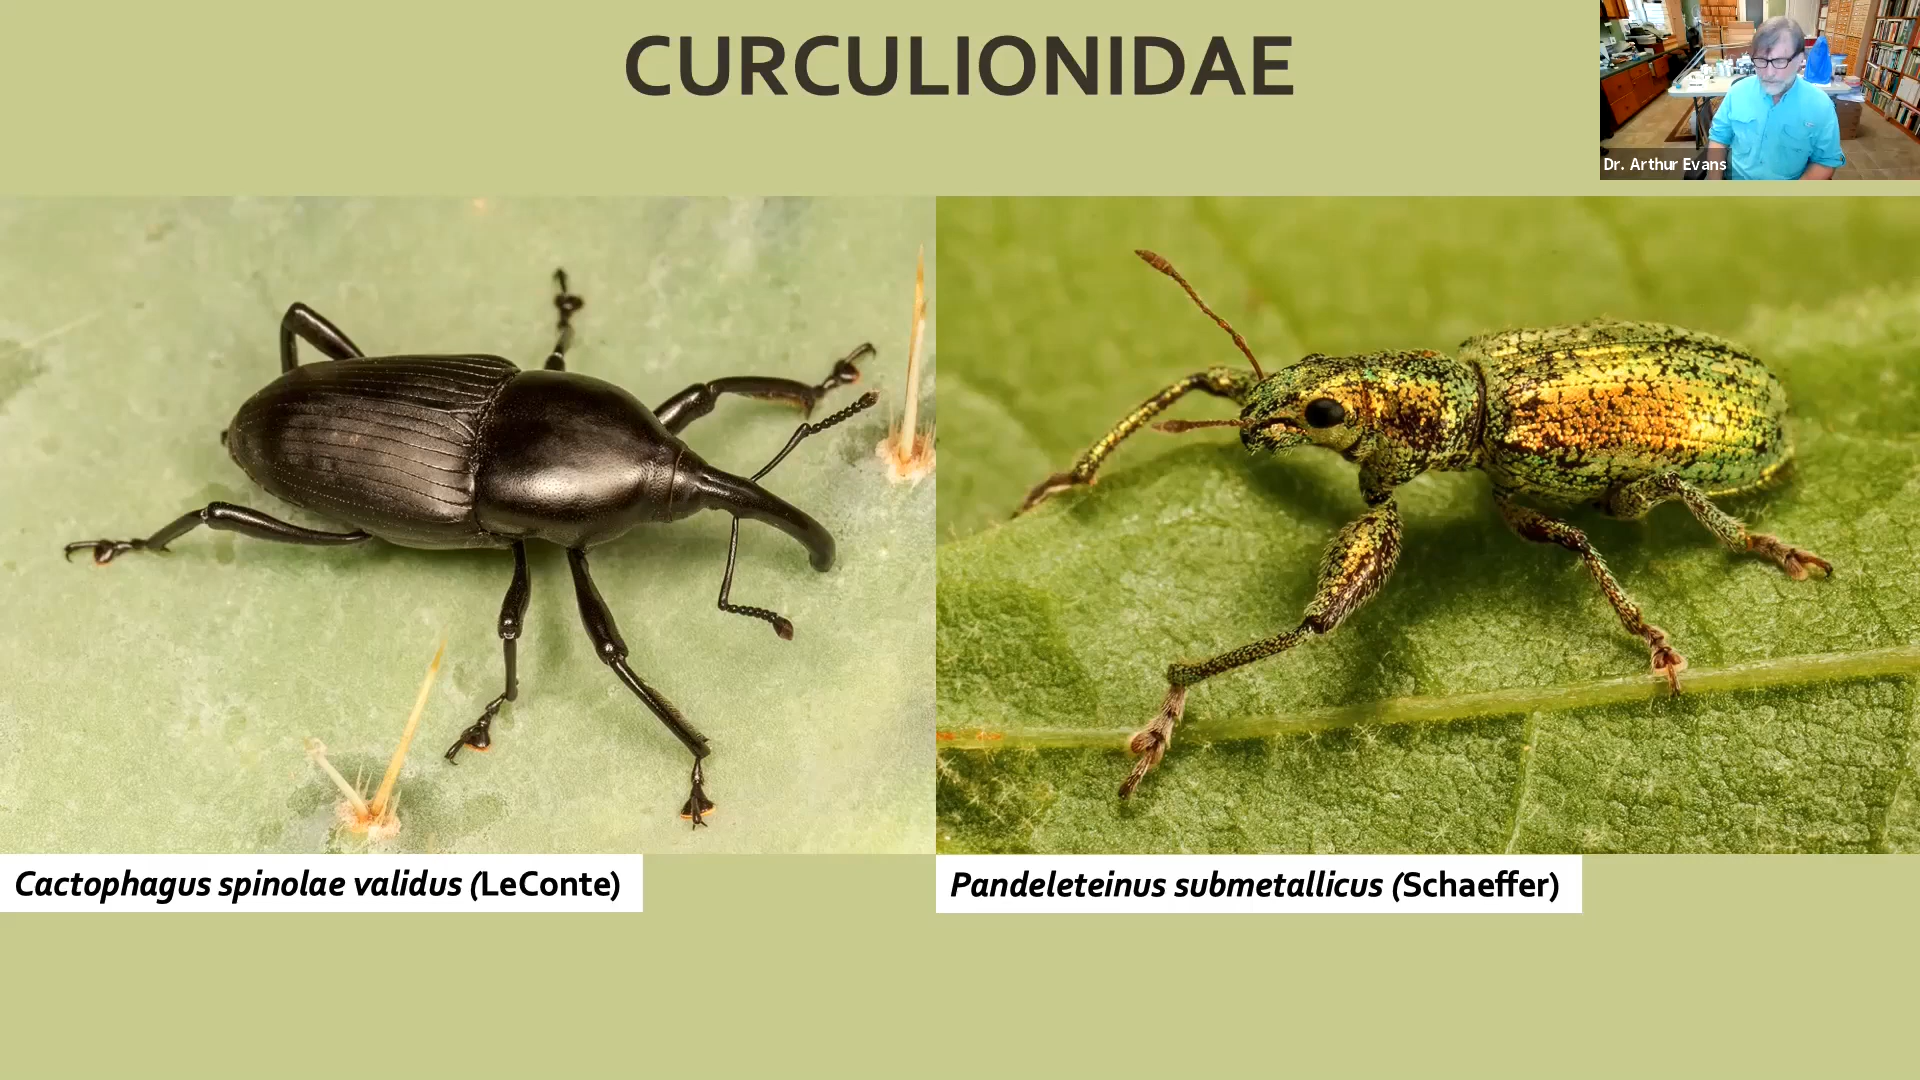 CURCULIONIDAE
Dr. Arthur Evans
Cactophagus spinolae validus (LeConte)
Pandeleteinus submetallicus (Schaeffer)